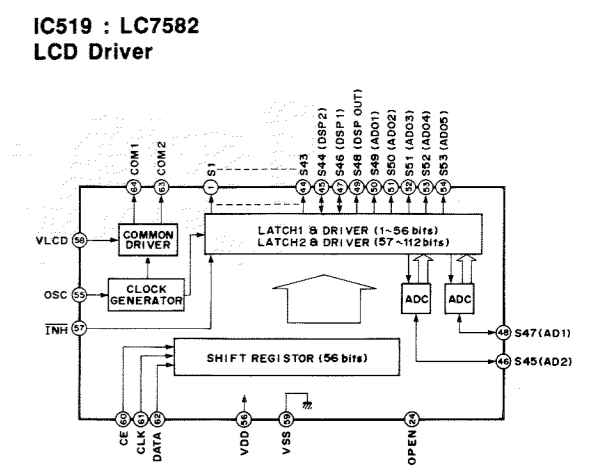 IC519 : LC7582
LCD Driver
COM1
COM2
S1
S43
S44 (DSP2)
S46 (DSP1)
S48 (DSP OUT)
S49 (ADO1)
S50 (ADO2)
S51 (ADO3)
S52 (ADO4)
S53 (ADO5)
64 63 1 44 45 47 49 50 51 52 53 54
VLCD 58
COMMON
DRIVER
LATCH1 & DRIVER (1~56 bits)
LATCH2 & DRIVER (57~112 bits)
OSC 55
CLOCK
GENERATOR
ADC ADC
INH 57
48 S47(AD1)
SHIFT REGISTOR (56 bits)
46 S45(AD2)
60 61 62 56 59 24
CE
CLK
DATA
VDD
VSS
OPEN